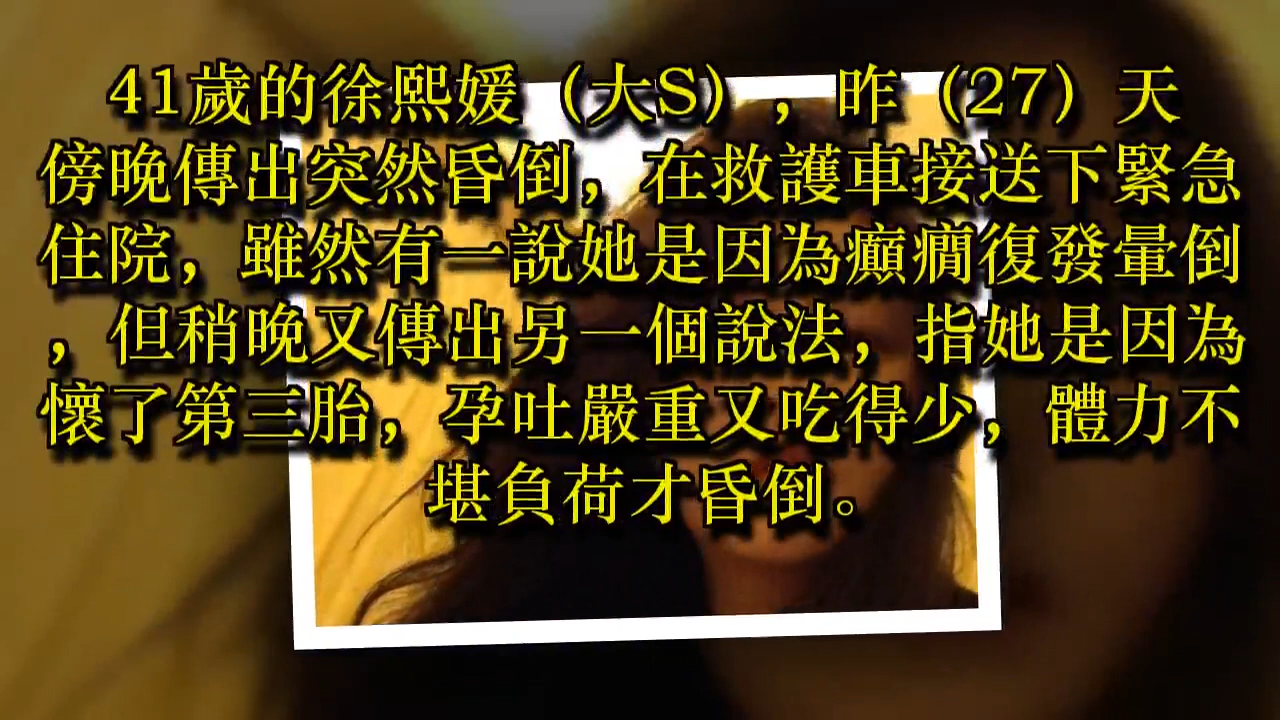 41歲的徐熙媛（大S），昨（27）天
傍晚傳出突然昏倒，在救護車接送下緊急
住院，雖然有一說她是因為癲癇復發暈倒
，但稍晚又傳出另一個說法，指她是因為
懷了第三胎，孕吐嚴重又吃得少，體力不
堪負荷才昏倒。